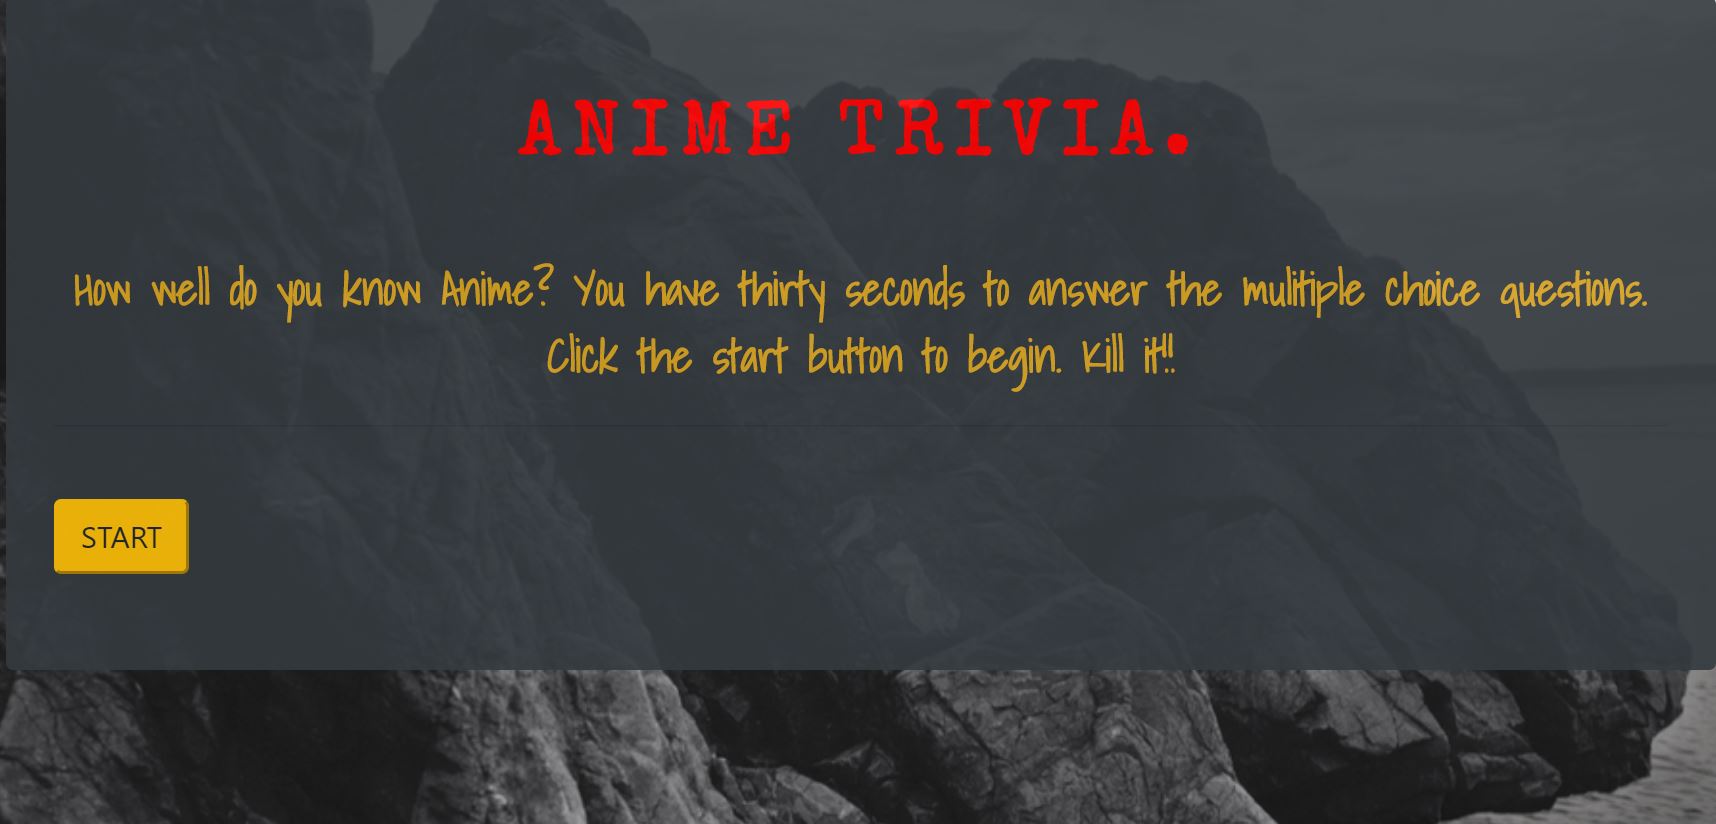 ANIME TRIVIA.
How well do you know Anime? You have thirty seconds to answer the mulitiple choice questions.
Click the start button to begin. Kill it!!
START